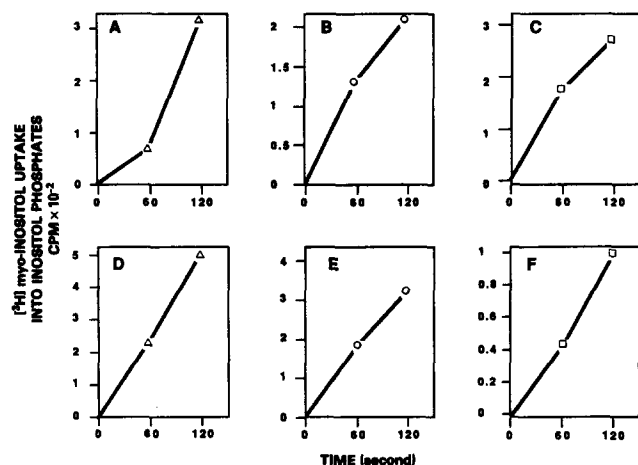 [³H] myo-INOSITOL UPTAKE
INTO INOSITOL PHOSPHATES
CPM × 10⁻²
A
3
2
1
0
0 60 120
B
2
1.5
1
0.5
0
0 60 120
C
3
2
1
0
0 60 120
D
5
4
3
2
1
0
0 60 120
E
4
3
2
1
0
0 60 120
F
1
0.8
0.6
0.4
0.2
0
0 60 120
TIME (second)